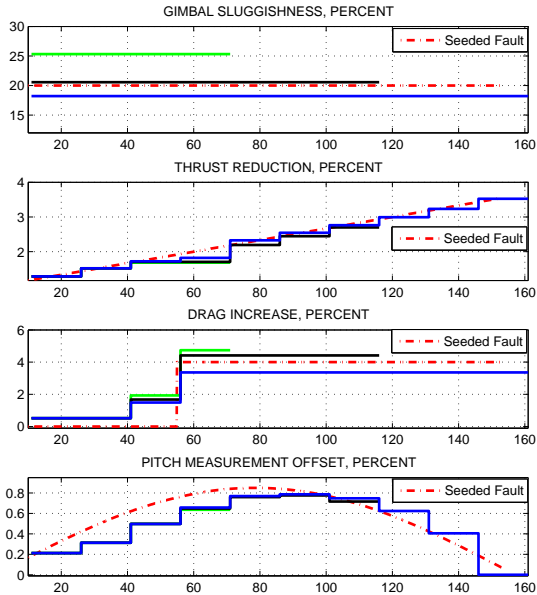 GIMBAL SLUGGISHNESS, PERCENT
30
25
20
15
Seeded Fault
20 40 60 80 100 120 140 160
THRUST REDUCTION, PERCENT
4
3
2
Seeded Fault
20 40 60 80 100 120 140 160
DRAG INCREASE, PERCENT
6
4
2
0
Seeded Fault
20 40 60 80 100 120 140 160
PITCH MEASUREMENT OFFSET, PERCENT
0.8
0.6
0.4
0.2
0
Seeded Fault
20 40 60 80 100 120 140 160